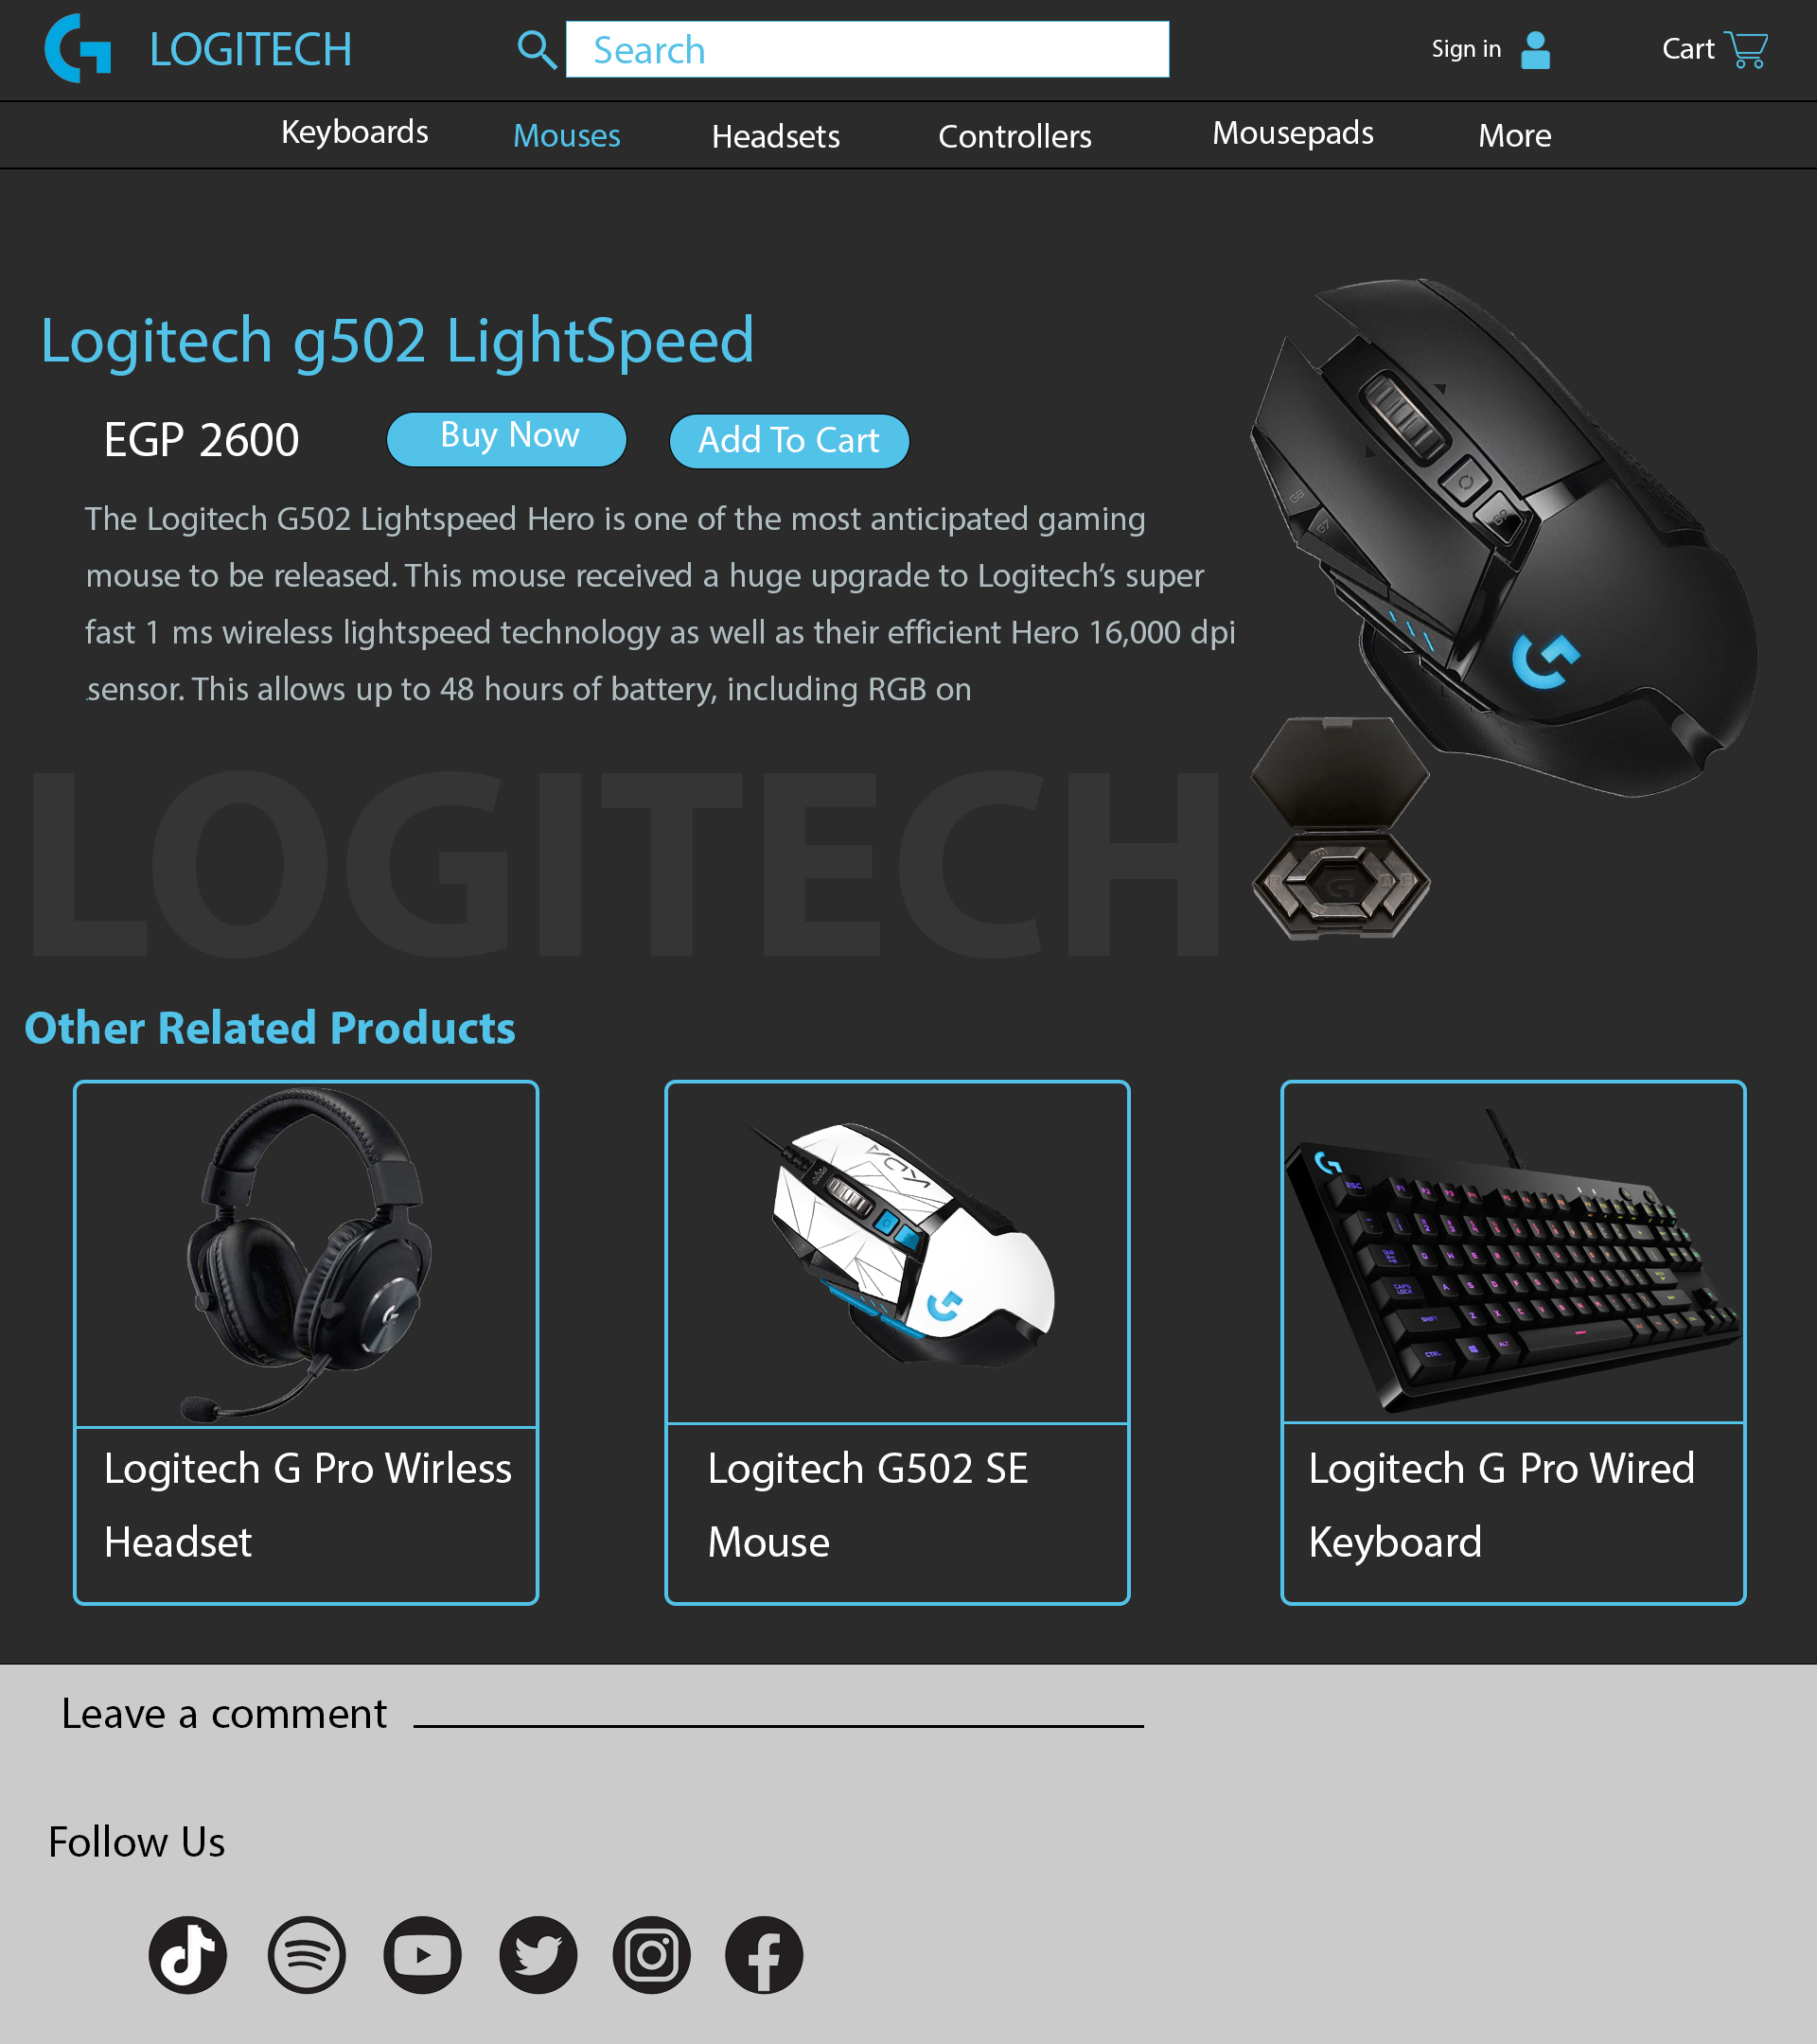 LOGITECH
Search
Sign in
Cart
Keyboards
Mouses
Headsets
Controllers
Mousepads
More
Logitech g502 LightSpeed
EGP 2600
Buy Now
Add To Cart
The Logitech G502 Lightspeed Hero is one of the most anticipated gaming
mouse to be released. This mouse received a huge upgrade to Logitech’s super
fast 1 ms wireless lightspeed technology as well as their efficient Hero 16,000 dpi
.sensor. This allows up to 48 hours of battery, including RGB on
G8
G7
G9
LOGITECH
Other Related Products
Logitech G Pro Wirless
Headset
Logitech G502 SE
Mouse
Logitech G Pro Wired
Keyboard
Leave a comment
Follow Us